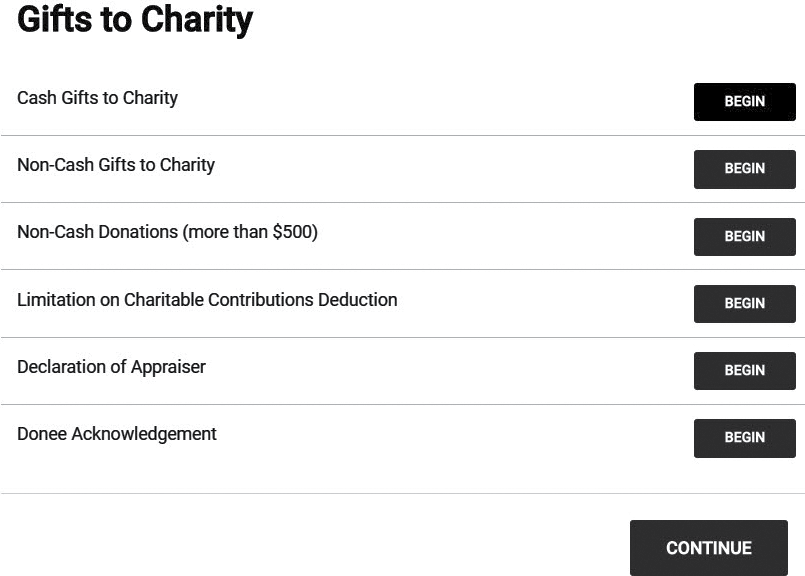 Gifts to Charity
Cash Gifts to Charity
BEGIN
Non-Cash Gifts to Charity
BEGIN
Non-Cash Donations (more than $500)
BEGIN
Limitation on Charitable Contributions Deduction
BEGIN
Declaration of Appraiser
BEGIN
Donee Acknowledgement
BEGIN
CONTINUE